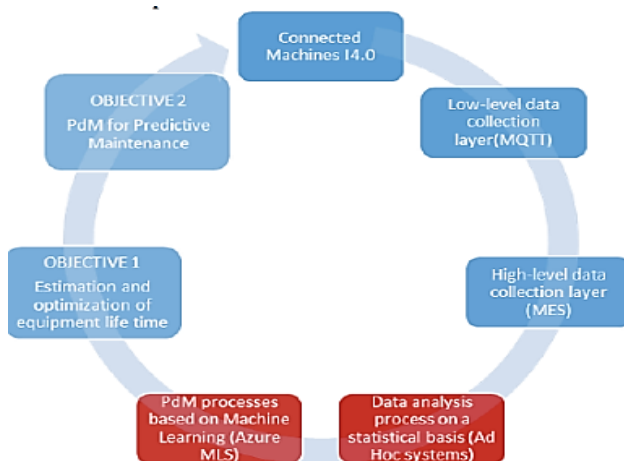 Connected
Machines I4.0
Low-level data
collection
layer(MQTT)
High-level data
collection layer
(MES)
Data analysis
process on a
statistical basis (Ad
Hoc systems)
PdM processes
based on Machine
Learning (Azure
MLS)
OBJECTIVE 1
Estimation and
optimization of
equipment life time
OBJECTIVE 2
PdM for Predictive
Maintenance